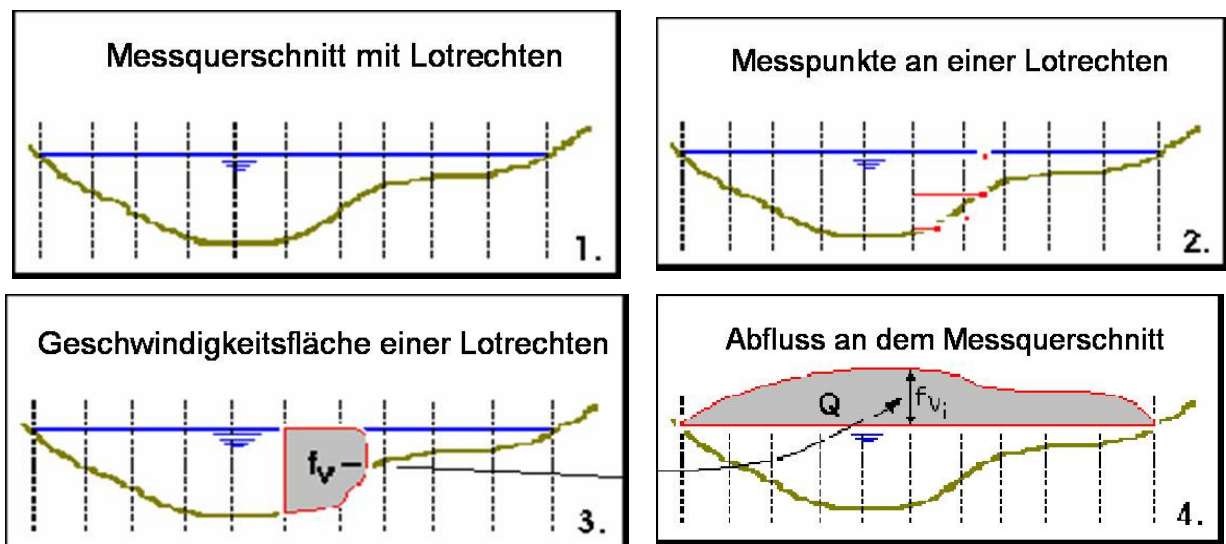 Messquerschnitt mit Lotrechten
1.
Messpunkte an einer Lotrechten
2.
Geschwindigkeitsfläche einer Lotrechten
fv
3.
Abfluss an dem Messquerschnitt
Q
fvi
4.